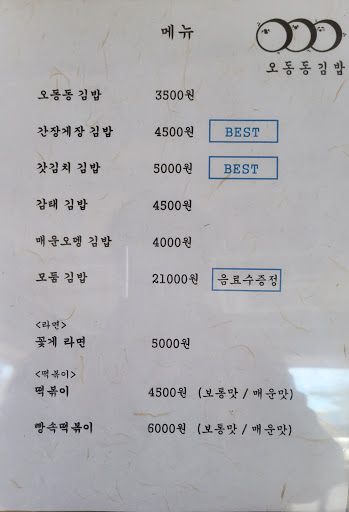 메뉴
오동동김밥
오통통 김밥 3500원
간장게장 김밥 4500원 BEST
갓김치 김밥 5000원 BEST
감태 김밥 4500원
매운오뎅 김밥 4000원
모둠 김밥 21000원 음료수증정
<라면>
꽃게 라면 5000원
<떡볶이>
떡볶이 4500원 (보통맛 / 매운맛)
빵속떡볶이 6000원 (보통맛 / 매운맛)